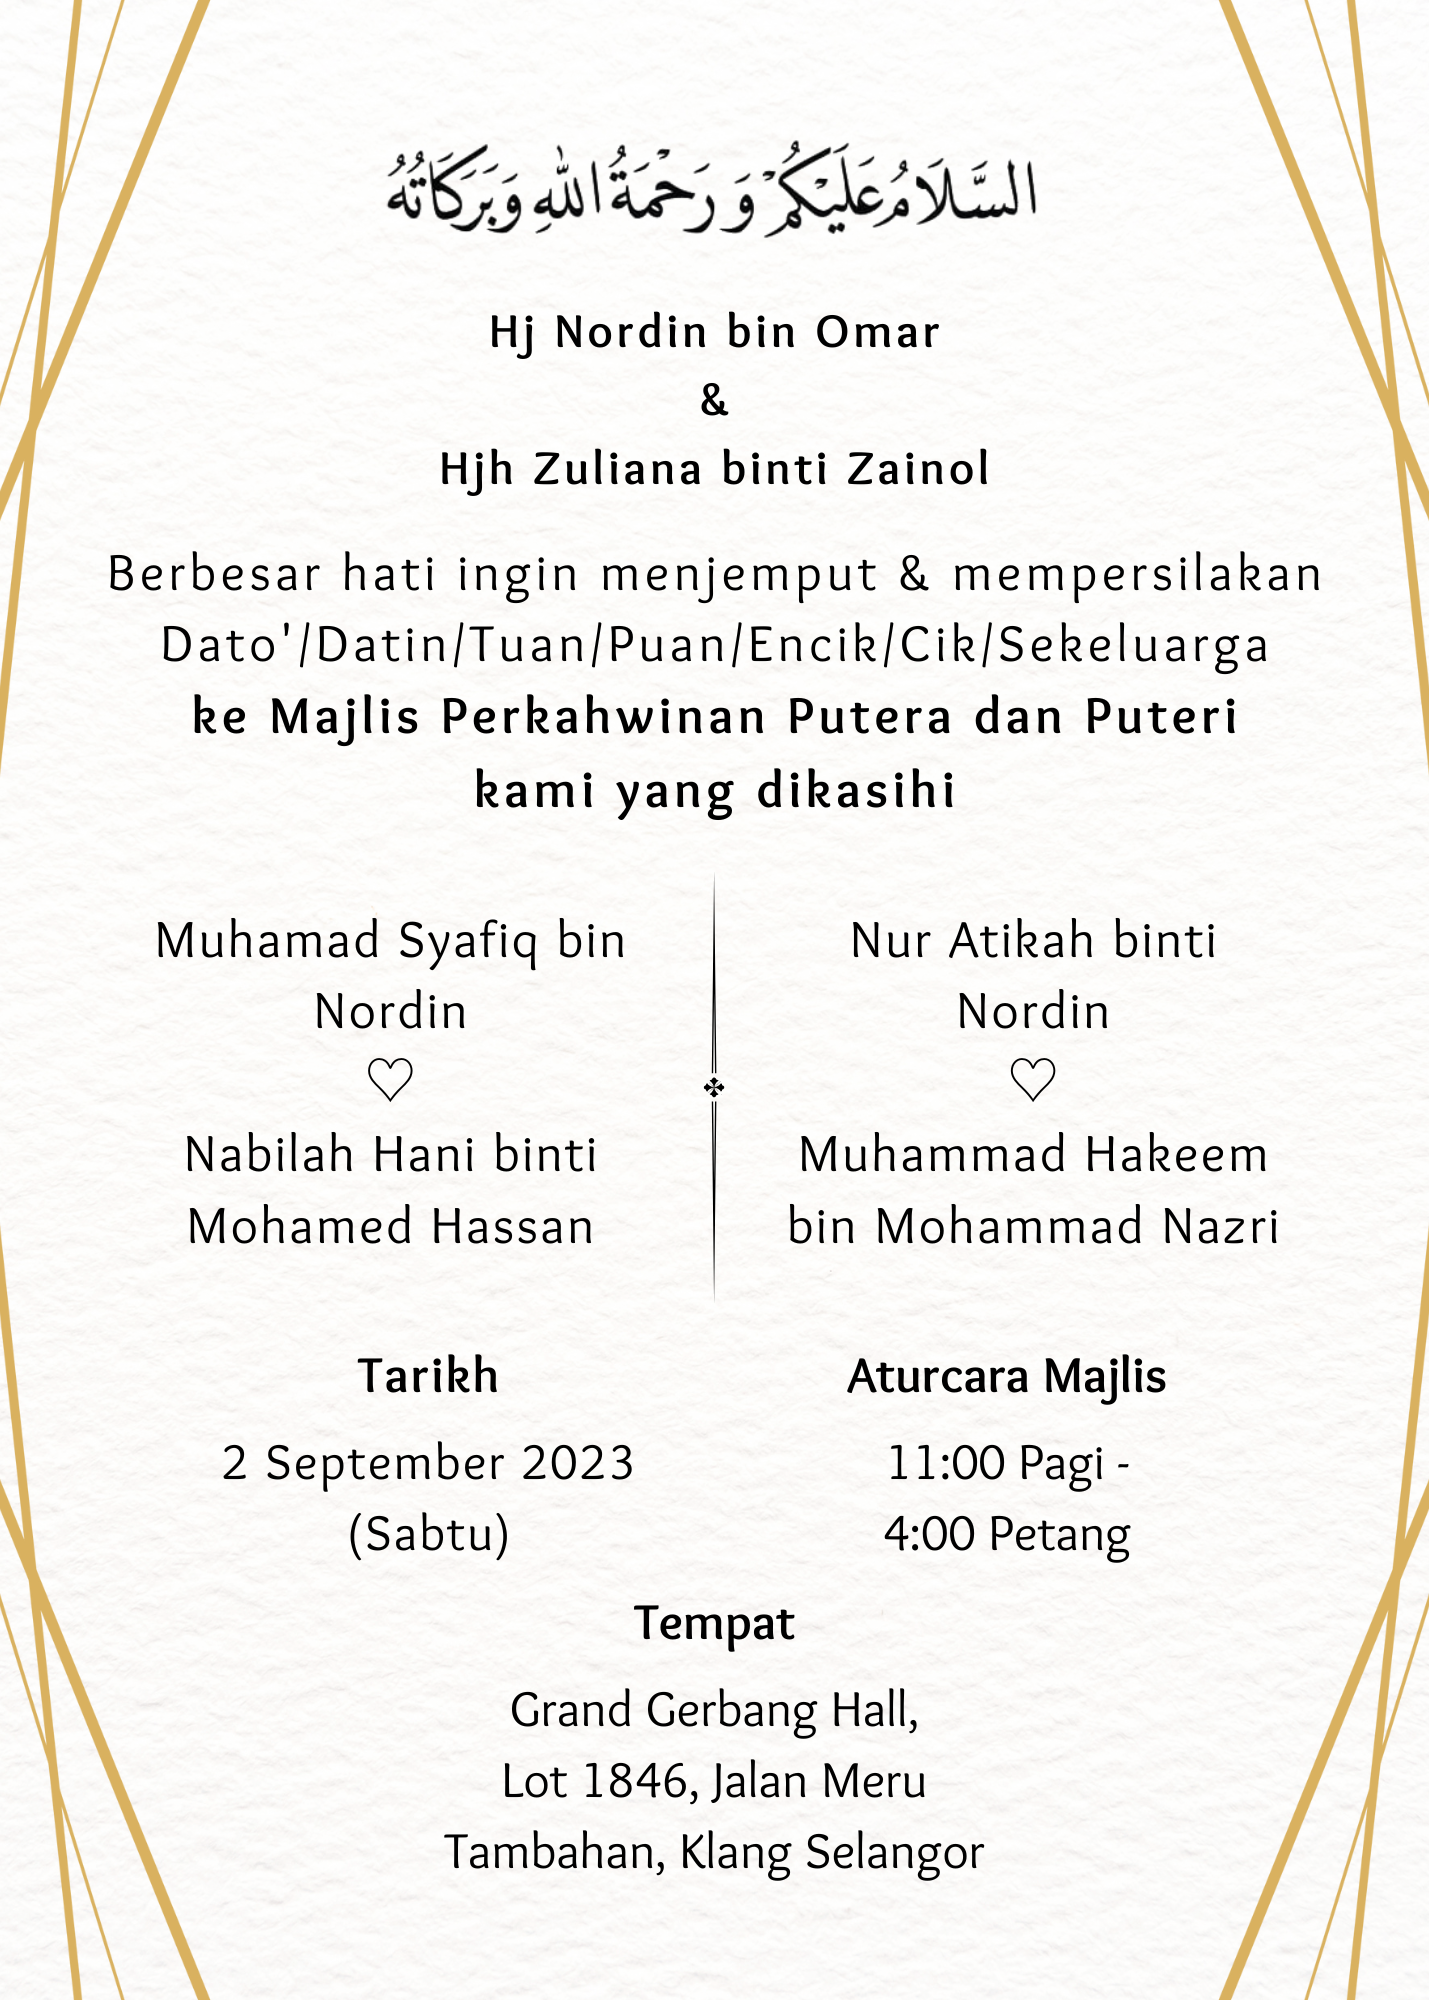 السَّلَامُ عَلَيْكُمْ وَ رَحْمَةُ اللهِ وَبَرَكَاتُهُ
Hj Nordin bin Omar
&
Hjh Zuliana binti Zainol
Berbesar hati ingin menjemput & mempersilakan
Dato'/Datin/Tuan/Puan/Encik/Cik/Sekeluarga
ke Majlis Perkahwinan Putera dan Puteri
kami yang dikasihi
Muhamad Syafiq bin
Nordin
♡
Nabilah Hani binti
Mohamed Hassan
Nur Atikah binti
Nordin
♡
Muhammad Hakeem
bin Mohammad Nazri
Tarikh
2 September 2023
(Sabtu)
Aturcara Majlis
11:00 Pagi -
4:00 Petang
Tempat
Grand Gerbang Hall,
Lot 1846, Jalan Meru
Tambahan, Klang Selangor